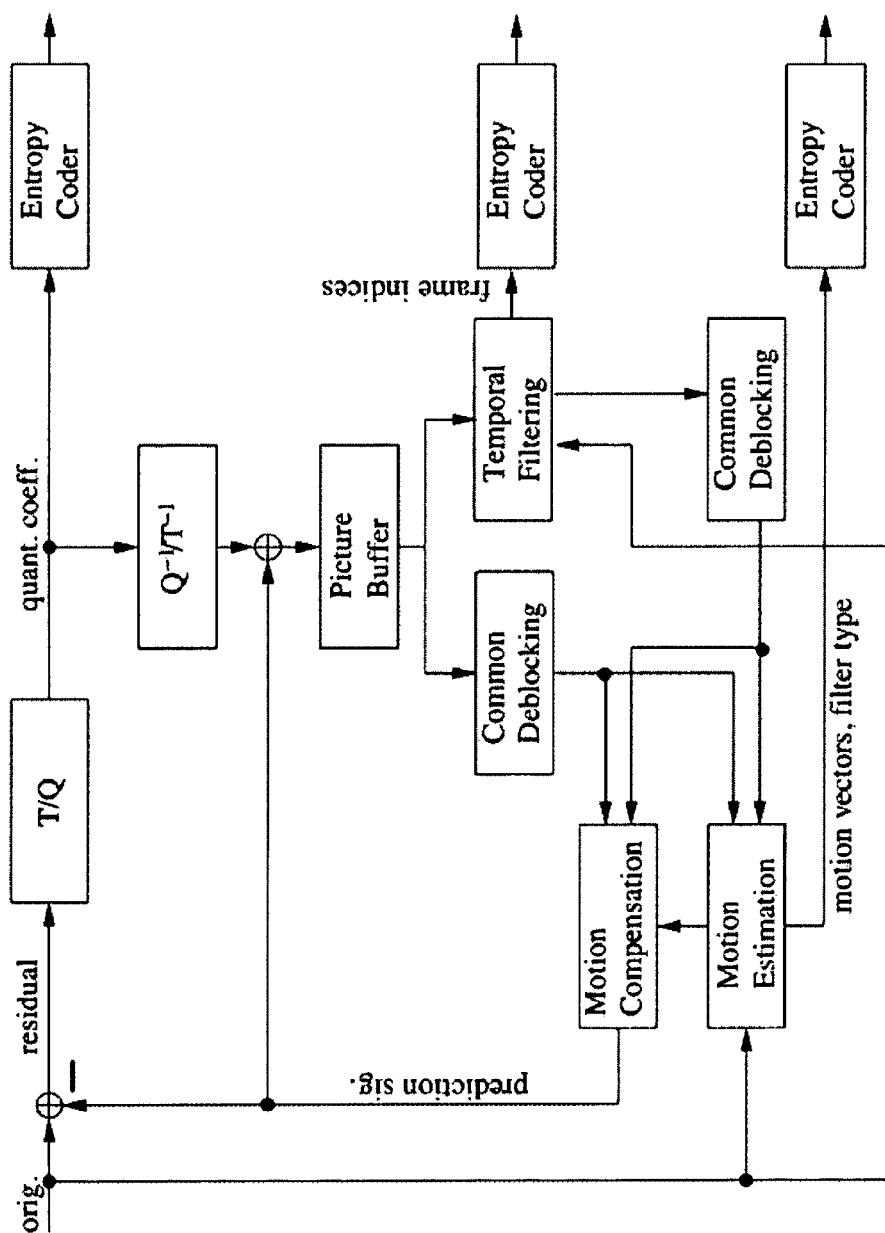 orig.
residual
T/Q
quant. coeff.
Entropy
Coder
Q⁻¹/T⁻¹
Picture
Buffer
prediction sig.
Common
Deblocking
Temporal
Filtering
frame indices
Entropy
Coder
Motion
Compensation
Motion
Estimation
Common
Deblocking
motion vectors, filter type
Entropy
Coder